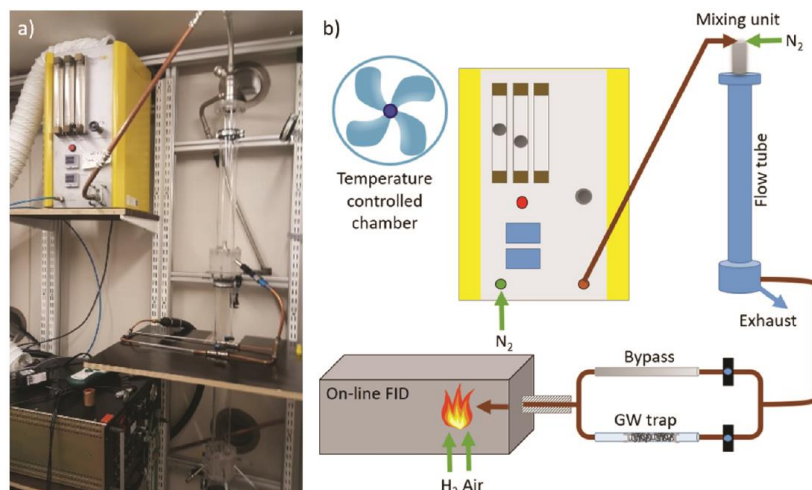 a)
b)
Mixing unit
N₂
Temperature
controlled
chamber
Flow tube
N₂
Exhaust
On-line FID
Bypass
GW trap
H₂ Air